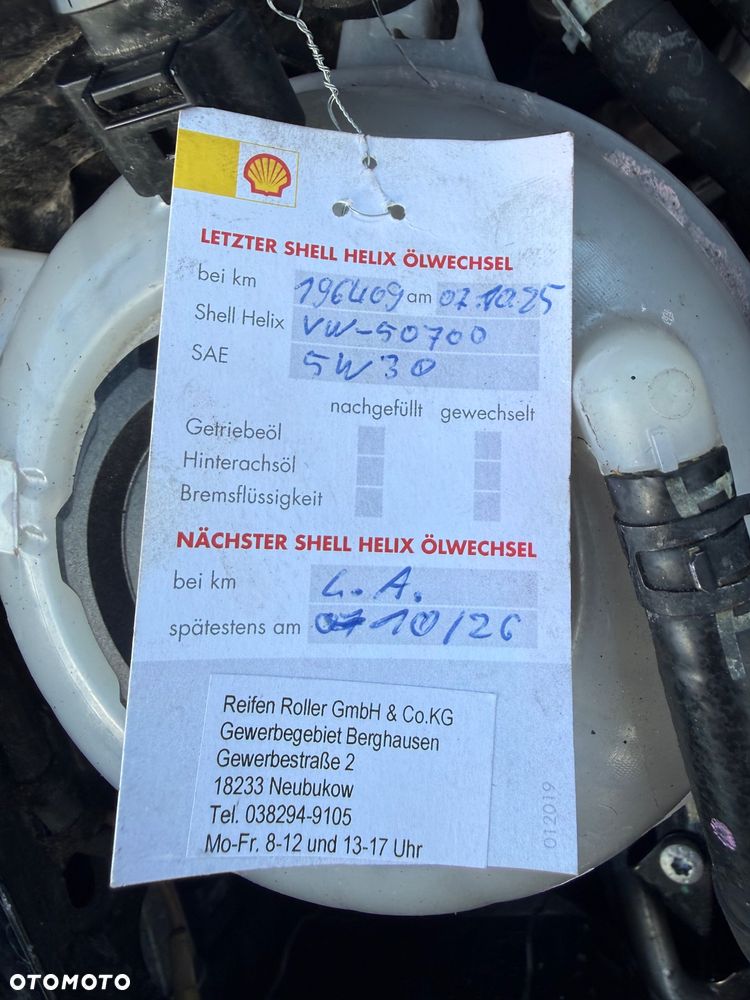 LETZTER SHELL HELIX ÖLWECHSEL
bei km 196409 am 07.10.25
Shell Helix VW-50700
SAE 5W30
nachgefüllt gewechselt
Getriebeöl
Hinterachsöl
Bremsflüssigkeit
NÄCHSTER SHELL HELIX ÖLWECHSEL
bei km L.A.
spätestens am 10/26
Reifen Roller GmbH & Co.KG
Gewerbegebiet Berghausen
Gewerbestraße 2
18233 Neubukow
Tel. 038294-9105
Mo-Fr. 8-12 und 13-17 Uhr
012019
OTOMOTO